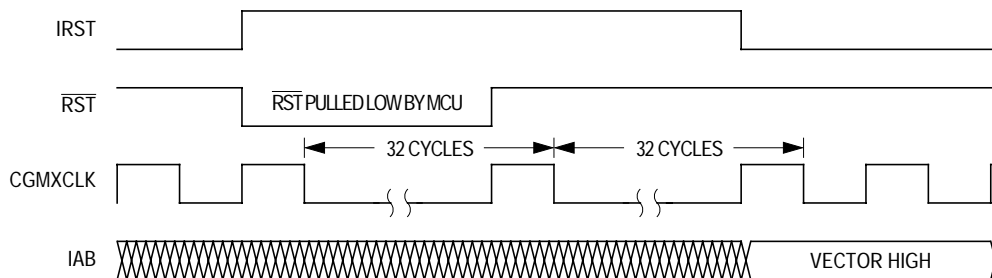 IRST
RST
RST PULLED LOW BY MCU
32 CYCLES
32 CYCLES
CGMXCLK
IAB
VECTOR HIGH